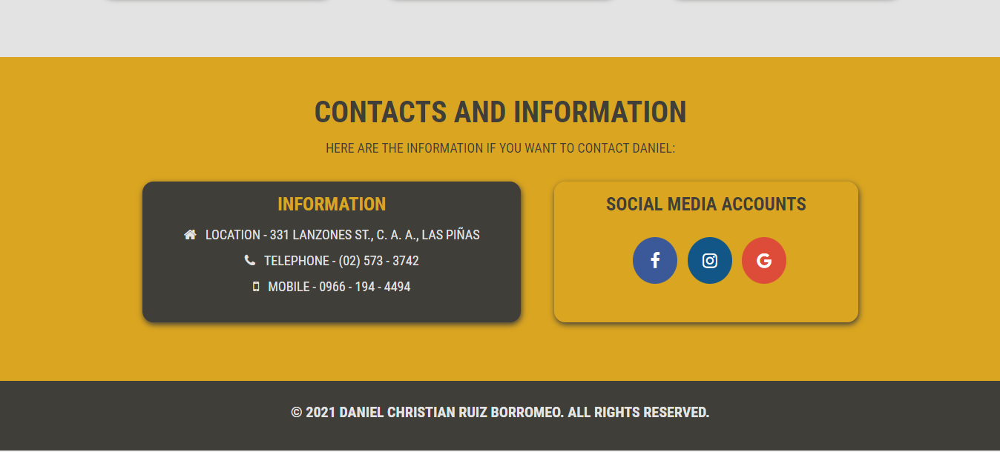 CONTACTS AND INFORMATION
HERE ARE THE INFORMATION IF YOU WANT TO CONTACT DANIEL:
INFORMATION
LOCATION - 331 LANZONES ST., C. A. A., LAS PIÑAS
TELEPHONE - (02) 573 - 3742
MOBILE - 0966 - 194 - 4494
SOCIAL MEDIA ACCOUNTS
© 2021 DANIEL CHRISTIAN RUIZ BORROMEO. ALL RIGHTS RESERVED.